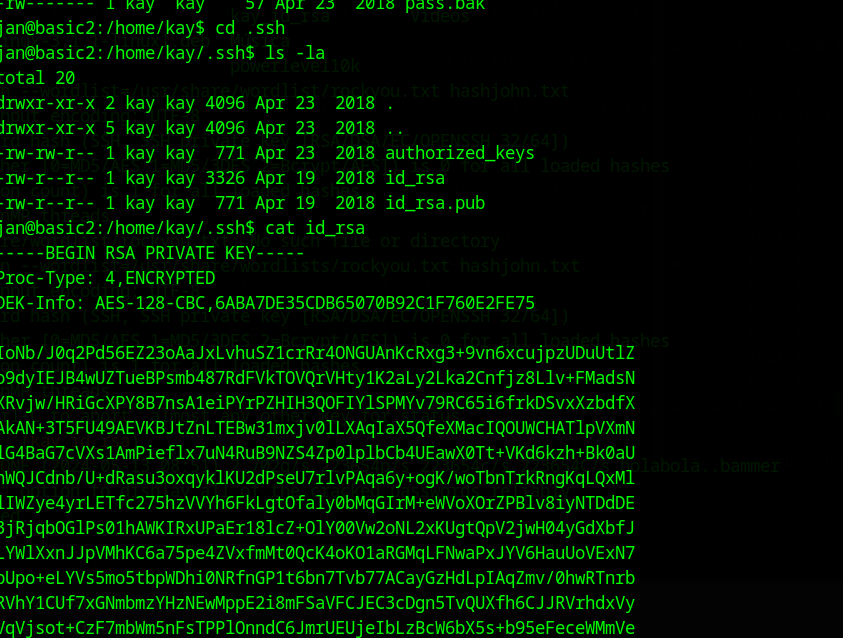 -rw------- 1 kay kay 57 Apr 23 2018 pass.bak
jan@basic2:/home/kay$ cd .ssh
jan@basic2:/home/kay/.ssh$ ls -la
total 20
drwxr-xr-x 2 kay kay 4096 Apr 23 2018 .
drwxr-xr-x 5 kay kay 4096 Apr 23 2018 ..
-rw-rw-r-- 1 kay kay 771 Apr 23 2018 authorized_keys
-rw-r--r-- 1 kay kay 3326 Apr 19 2018 id_rsa
-rw-r--r-- 1 kay kay 771 Apr 19 2018 id_rsa.pub
jan@basic2:/home/kay/.ssh$ cat id_rsa
-----BEGIN RSA PRIVATE KEY-----
Proc-Type: 4,ENCRYPTED
DEK-Info: AES-128-CBC,6ABA7DE35CDB65070B92C1F760E2FE75
IoNb/J0q2Pd56EZ23oAaJxLvhuSZ1crRr4ONGUAnKcRxg3+9vn6xcujpzUDuUtlZ
o9dyIEJB4wUZTueBPsmb487RdFVkTOVQrVHty1K2aLy2Lka2Cnfjz8Llv+FMadsN
XRvjw/HRiGcXPY8B7nsA1eiPYrPZHIH3QOFIYlSPMYv79RC65i6frkDSvxXzbdfX
AkAN+3T5FU49AEVKBJtZnLTEBw31mxjv0lLXAqIaX5QfeXMacIQOUWCHATlpVXmN
lG4BaG7cVXs1AmPieflx7uN4RuB9NZS4Zp0lplbCb4UEawX0Tt+VKd6kzh+Bk0aU
hWQJCdnb/U+dRasu3oxqyklKU2dPseU7rlvPAqa6y+ogK/woTbnTrkRngKqLQxMl
lIWZye4yrLETfc275hzVVYh6FkLgtOfaly0bMqGIrM+eWVoXOrZPBlv8iyNTDdDE
3jRjqbOGlPs01hAWKIRxUPaEr18lcZ+OlY00Vw2oNL2xKUgtQpV2jwH04yGdXbfJ
LYWlXxnJJpVMhKC6a75pe4ZVxfmMt0QcK4oKO1aRGMqLFNwaPxJYV6HauUoVExN7
bUpo+eLYVs5mo5tbpWDhi0NRfnGP1t6bn7Tvb77ACayGzHdLpIAqZmv/0hwRTnrb
RVhY1CUf7xGNmbmzYHzNEwMppE2i8mFSaVFCJEC3cDgn5TvQUXfh6CJJRVrhdxVy
VqVjsot+CzF7mbWm5nFsTPPlOnndC6JmrUEUjeIbLzBcW6bX5s+b95eFeceWMmVe